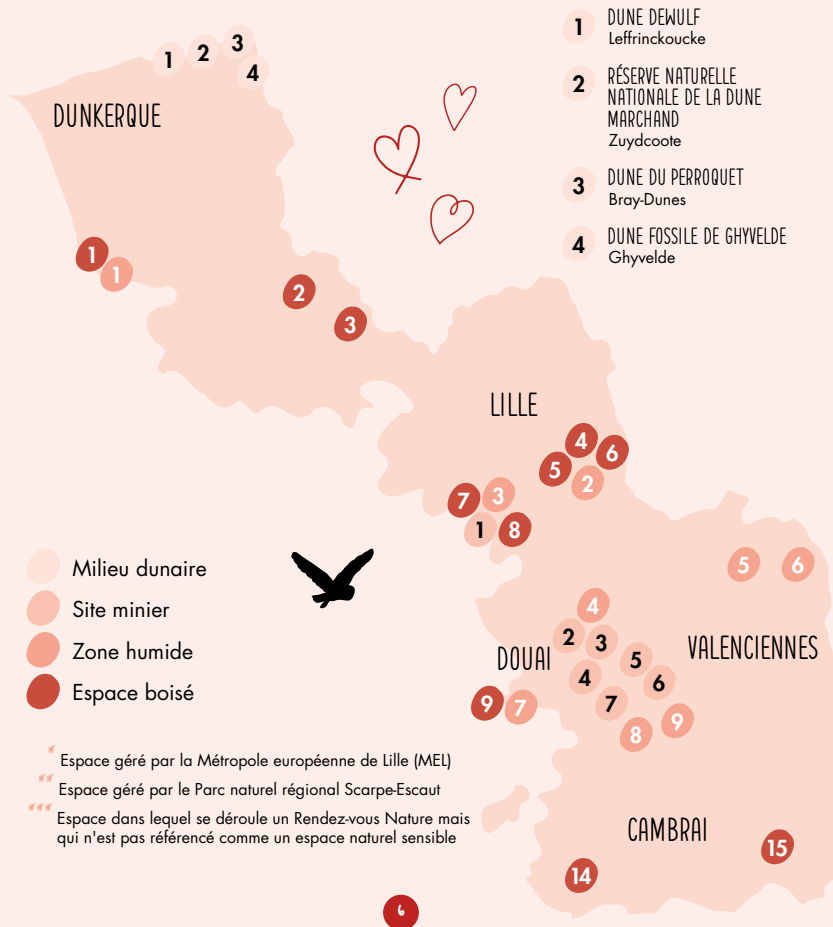 1
DUNE DEWULF
Leffrinckoucke
2
RÉSERVE NATURELLE
NATIONALE DE LA DUNE
MARCHAND
Zuydcoote
3
DUNE DU PERROQUET
Bray-Dunes
4
DUNE FOSSILE DE GHYVELDE
Ghyvelde
1
2
3
4
DUNKERQUE
1
1
2
3
LILLE
4
6
5
2
7
3
1
8
5
6
4
2
3
5
DOUAI
VALENCIENNES
4
6
7
9
7
8
9
CAMBRAI
14
15
Milieu dunaire
Site minier
Zone humide
Espace boisé
* Espace géré par la Métropole européenne de Lille (MEL)
** Espace géré par le Parc naturel régional Scarpe-Escaut
*** Espace dans lequel se déroule un Rendez-vous Nature mais
qui n'est pas référencé comme un espace naturel sensible
6